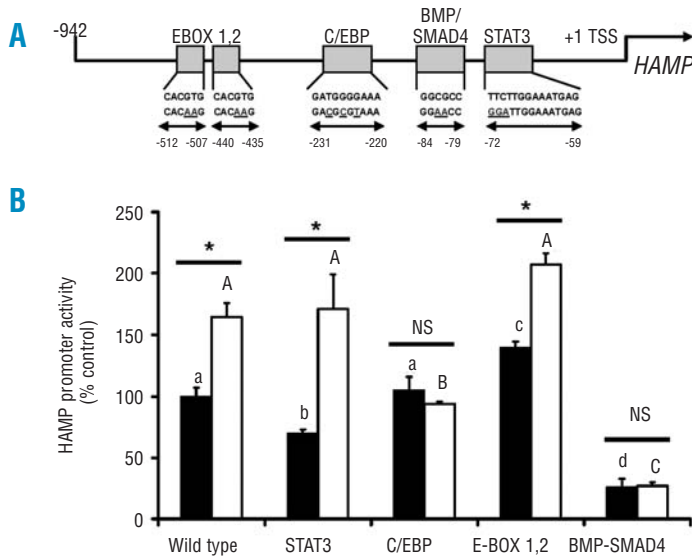 A
-942
EBOX 1,2
C/EBP
BMP/
SMAD4
STAT3
+1 TSS
HAMP
CACGTG CACGTG GATGGGGAAA GGCGCC TTCTTGGAAATGAG
CACAAG CACAAG GACGCGTAAA GGAACC GGATTGGAAATGAG
-512 -507 -440 -435 -231 -220 -84 -79 -72 -59
B
HAMP promoter activity
(% control)
250
200
150
100
50
0
* * NS * NS
a A b A a B c A d C
Wild type STAT3 C/EBP E-BOX 1,2 BMP-SMAD4